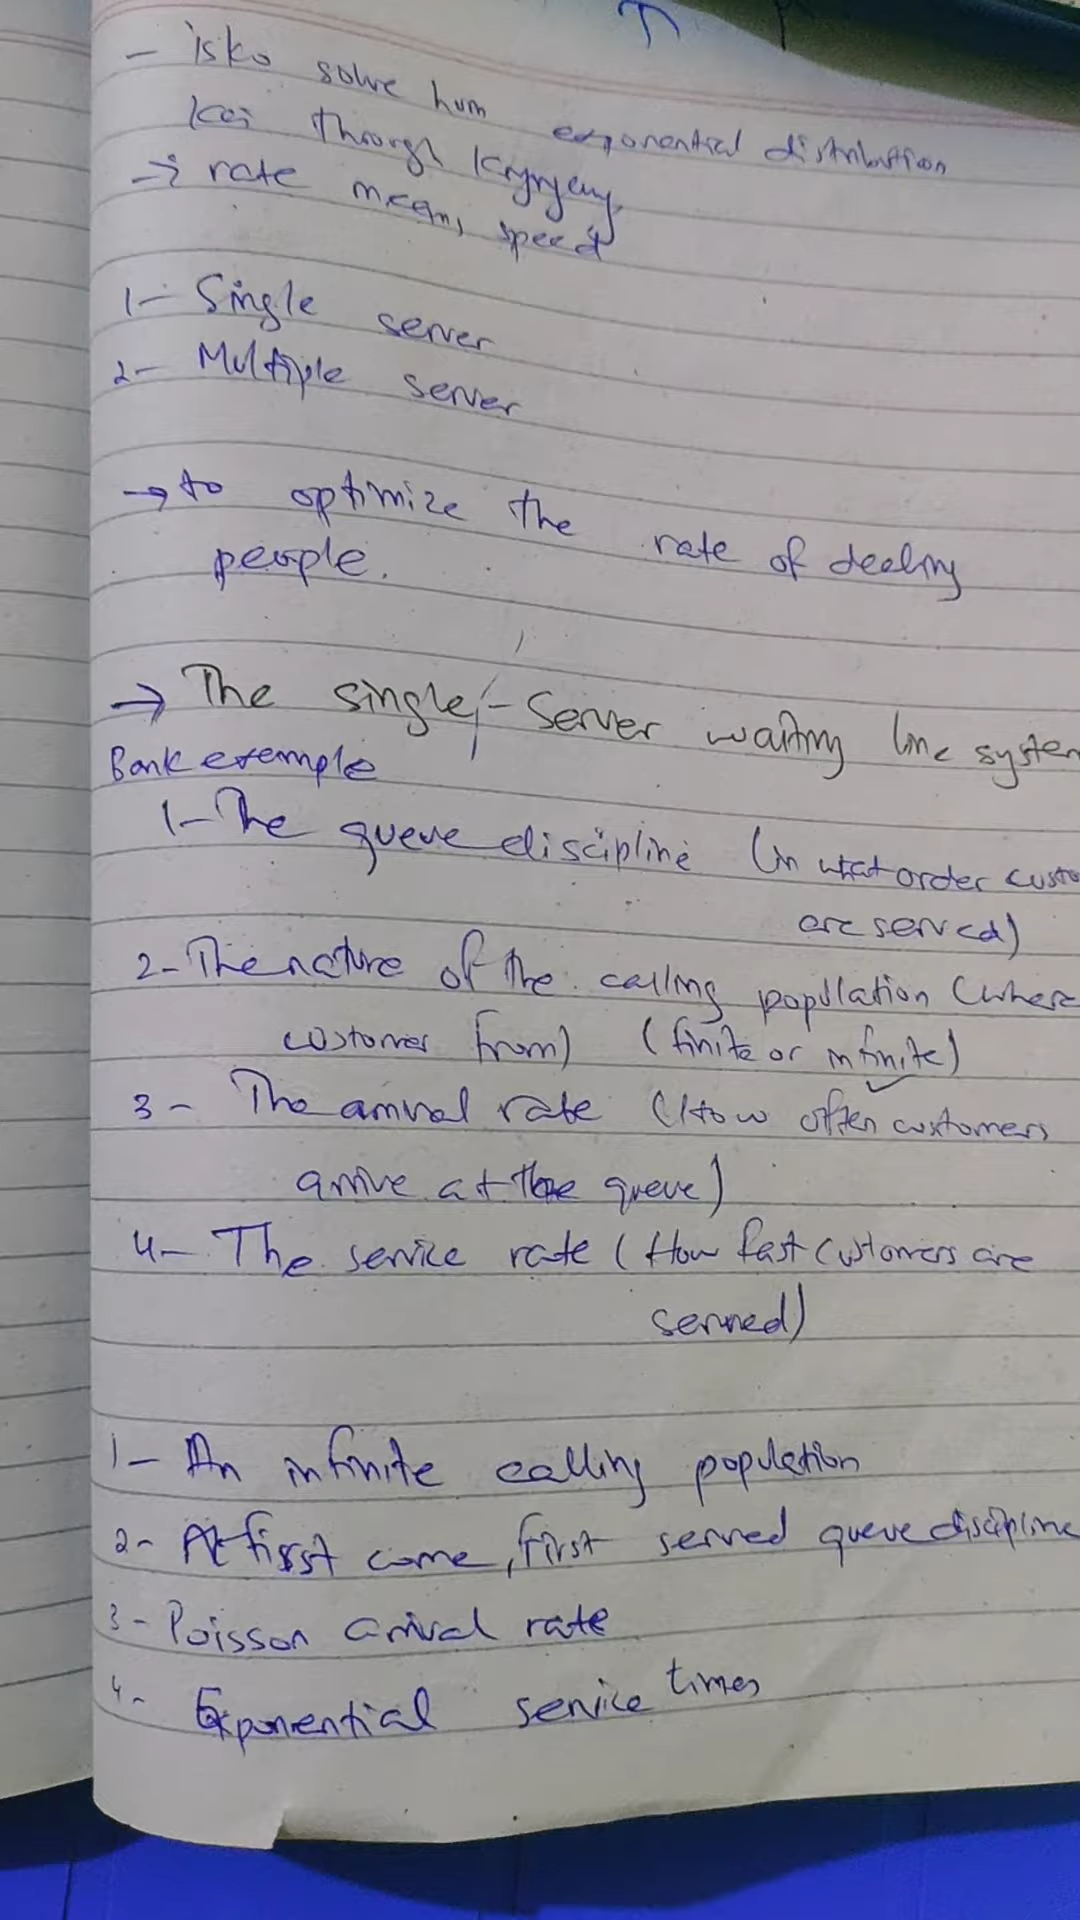 - isko solve hum exponential distribution
kai through krynyeng
-> rate mean, speed
1- Single server
2- Multiple server
-> to optimize the rate of dealing
people.
-> The single-Server waiting line system
Bank example
1- The queue discipline (in what order custo
are served)
2- The nature of the calling population (where
customer from) (finite or infinite)
3- The arrival rate (How often customers
arrive at the queue)
4- The service rate (How fast customers are
served)
1- An infinite calling population
2- A first come, first served queue discipline
3- Poisson arrival rate
4- Exponential service times